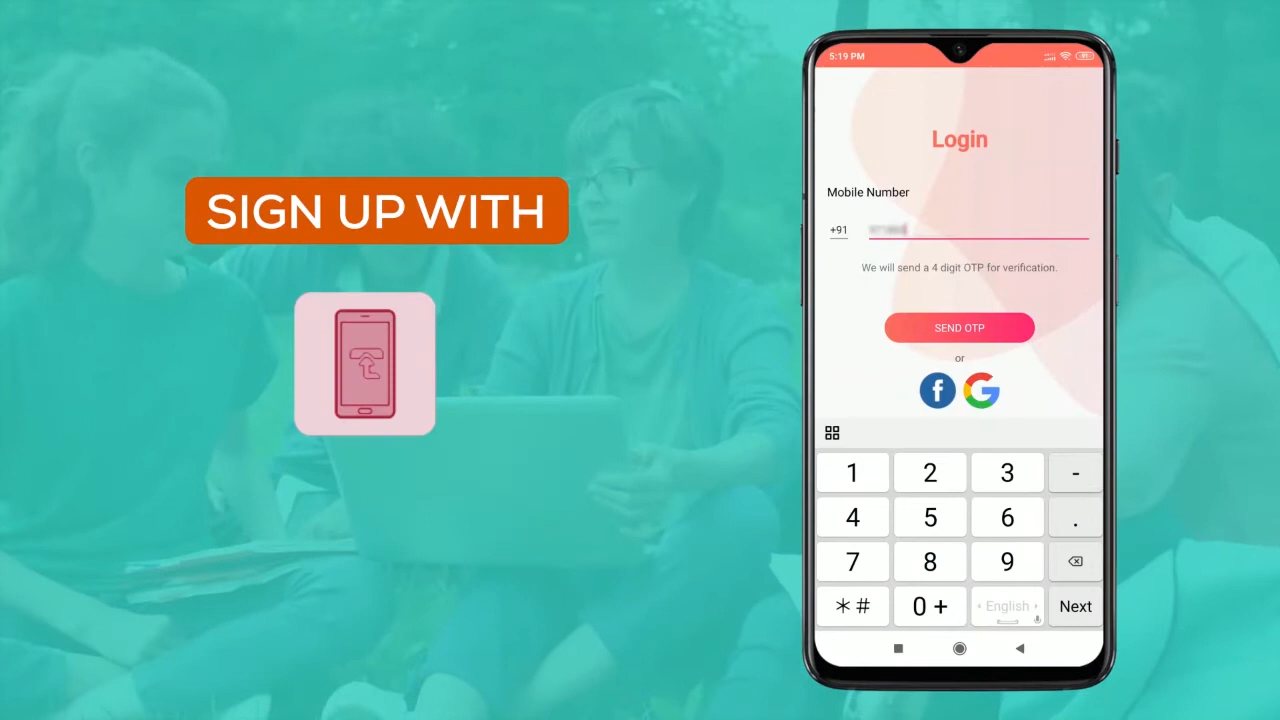 SIGN UP WITH
5:19 PM
Login
Mobile Number
+91
We will send a 4 digit OTP for verification.
SEND OTP
or
1 2 3 -
4 5 6 .
7 8 9
*# 0 + English Next